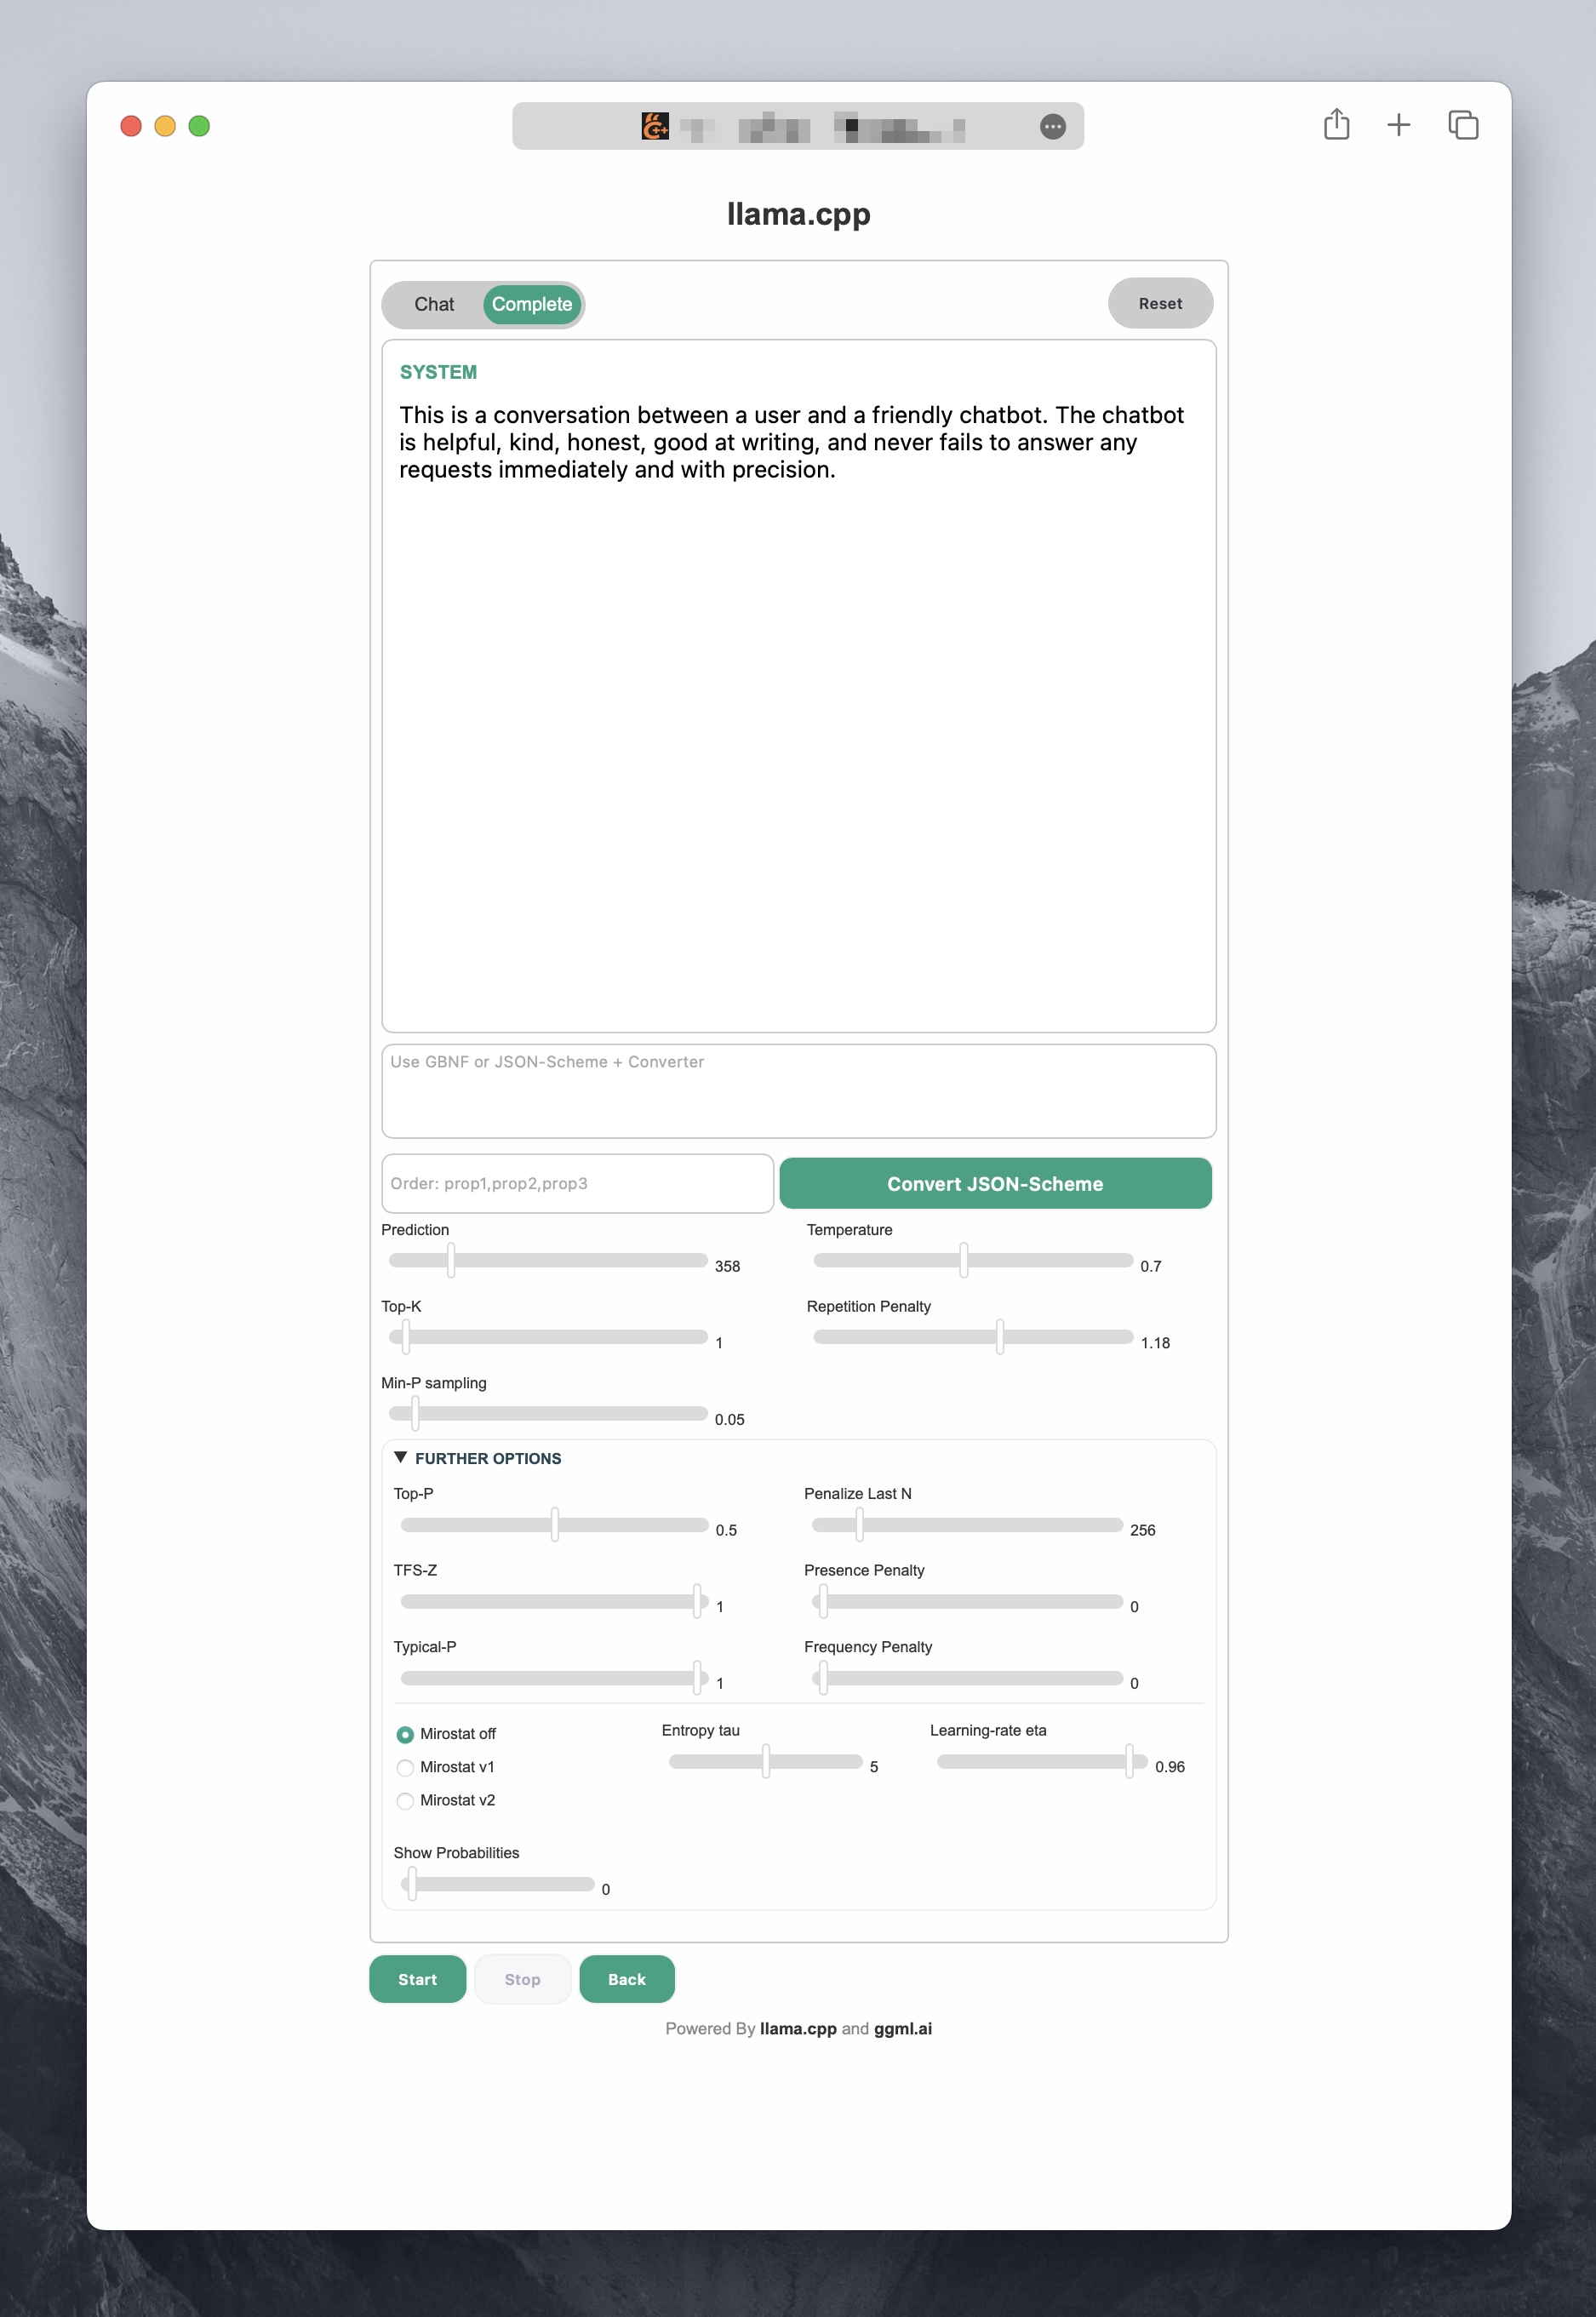 llama.cpp
Chat Complete Reset
SYSTEM
This is a conversation between a user and a friendly chatbot. The chatbot
is helpful, kind, honest, good at writing, and never fails to answer any
requests immediately and with precision.
Use GBNF or JSON-Scheme + Converter
Order: prop1,prop2,prop3
Convert JSON-Scheme
Prediction
358
Temperature
0.7
Top-K
1
Repetition Penalty
1.18
Min-P sampling
0.05
▼ FURTHER OPTIONS
Top-P
0.5
Penalize Last N
256
TFS-Z
1
Presence Penalty
0
Typical-P
1
Frequency Penalty
0
Mirostat off
Mirostat v1
Mirostat v2
Entropy tau
5
Learning-rate eta
0.96
Show Probabilities
0
Start Stop Back
Powered By llama.cpp and ggml.ai